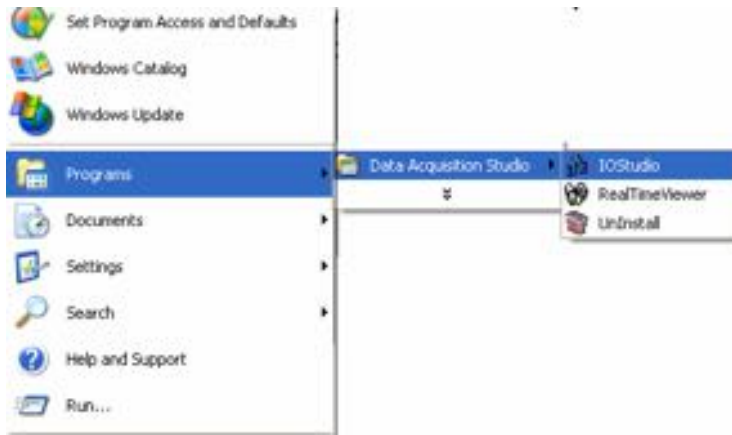 Set Program Access and Defaults
Windows Catalog
Windows Update
Programs
Documents
Settings
Search
Help and Support
Run...
Data Acquisition Studio
IOStudio
RealTimeViewer
UnInstall